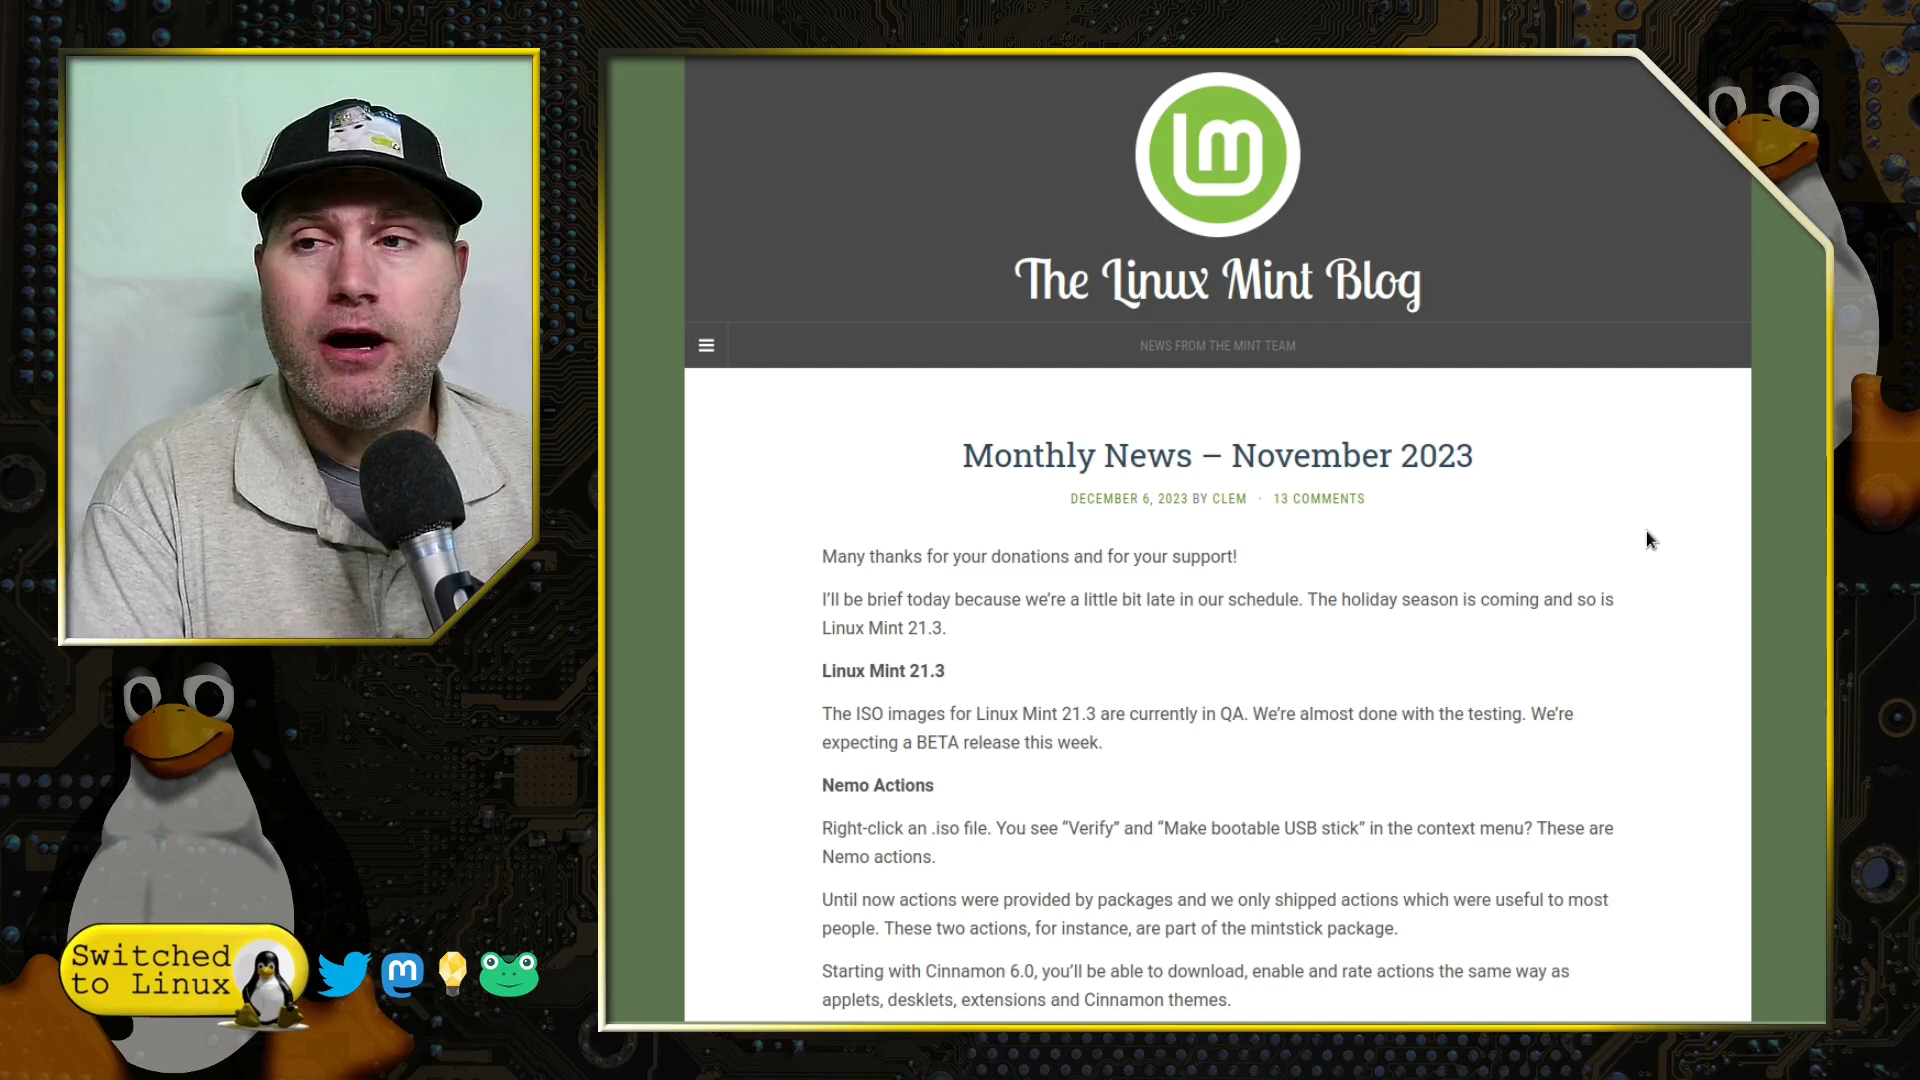 The Linux Mint Blog
NEWS FROM THE MINT TEAM
Monthly News – November 2023
DECEMBER 6, 2023 BY CLEM · 13 COMMENTS
Many thanks for your donations and for your support!
I’ll be brief today because we’re a little bit late in our schedule. The holiday season is coming and so is
Linux Mint 21.3.
Linux Mint 21.3
The ISO images for Linux Mint 21.3 are currently in QA. We’re almost done with the testing. We’re
expecting a BETA release this week.
Nemo Actions
Right-click an .iso file. You see “Verify” and “Make bootable USB stick” in the context menu? These are
Nemo actions.
Until now actions were provided by packages and we only shipped actions which were useful to most
people. These two actions, for instance, are part of the mintstick package.
Starting with Cinnamon 6.0, you’ll be able to download, enable and rate actions the same way as
applets, desklets, extensions and Cinnamon themes.
Switched
to Linux